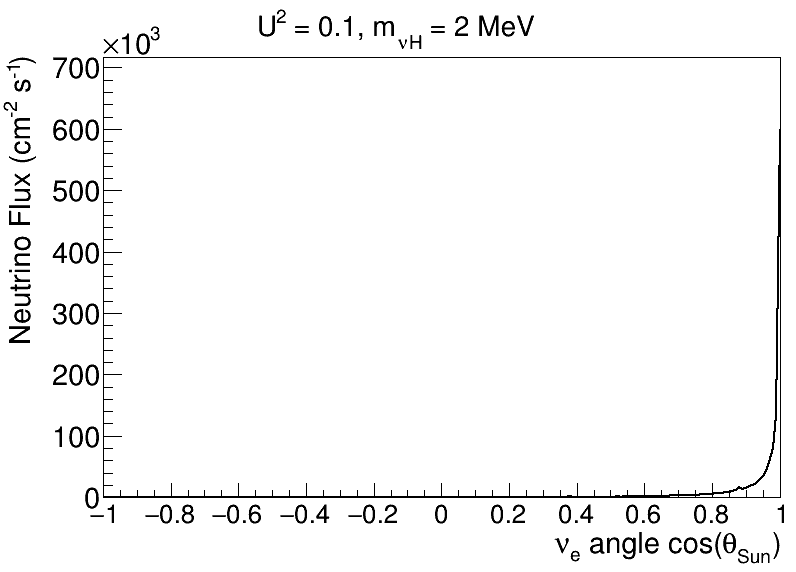 U² = 0.1, m_νH = 2 MeV
×10³
Neutrino Flux (cm⁻² s⁻¹)
700
600
500
400
300
200
100
0
−1 −0.8 −0.6 −0.4 −0.2 0 0.2 0.4 0.6 0.8 1
ν_e angle cos(θ_Sun)